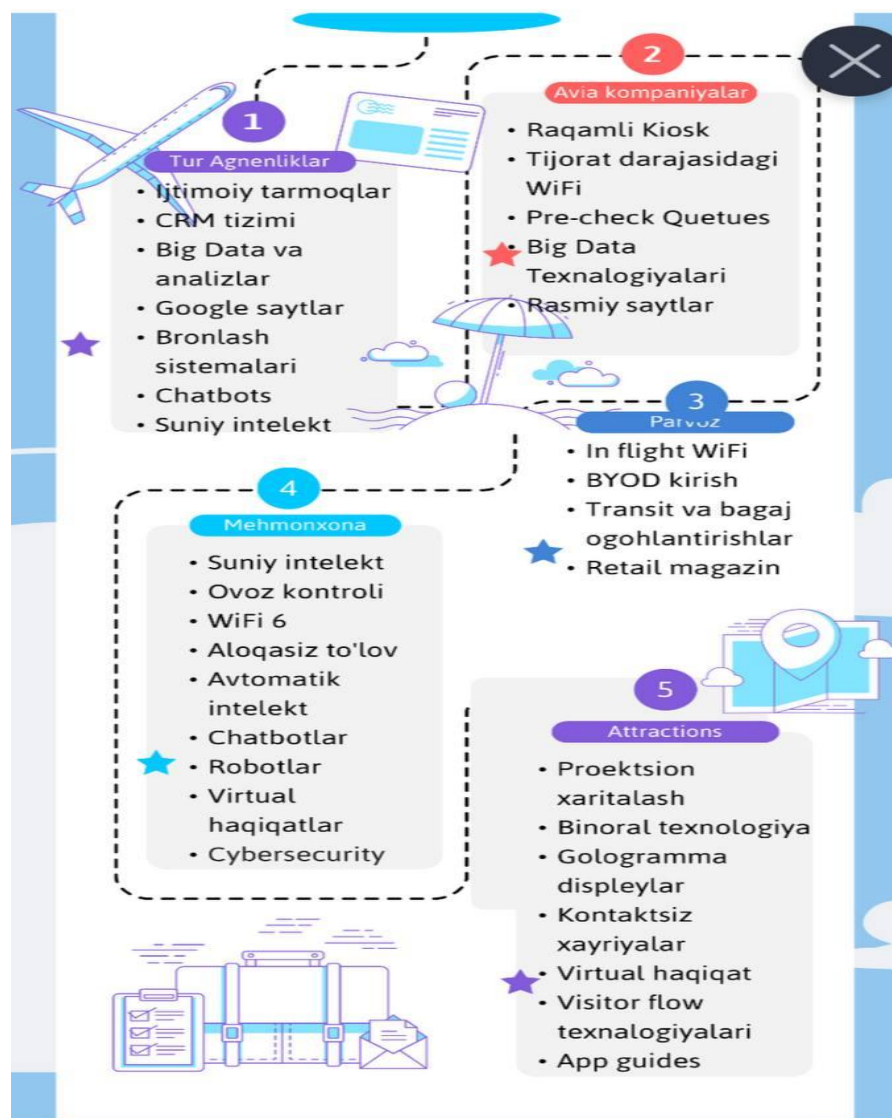 1
Tur Agnenliklar
• Ijtimoiy tarmoqlar
• CRM tizimi
• Big Data va
analizlar
• Google saytlar
• Bronlash
sistemalari
• Chatbots
• Suniy intelekt
2
Avia kompaniyalar
• Raqamli Kiosk
• Tijorat darajasidagi
WiFi
• Pre-check Quetues
• Big Data
Texnalogiyalari
• Rasmiy saytlar
3
Parvoz
• In flight WiFi
• BYOD kirish
• Transit va bagaj
ogohlantirishlar
• Retail magazin
4
Mehmonxona
• Suniy intelekt
• Ovoz kontroli
• WiFi 6
• Aloqasiz to'lov
• Avtomatik
intelekt
• Chatbotlar
• Robotlar
• Virtual
haqiqatlar
• Cybersecurity
5
Attractions
• Proektsion
xaritalash
• Binoral texnologiya
• Gologramma
displeylar
• Kontaktsiz
xayriyalar
• Virtual haqiqat
• Visitor flow
texnalogiyalari
• App guides